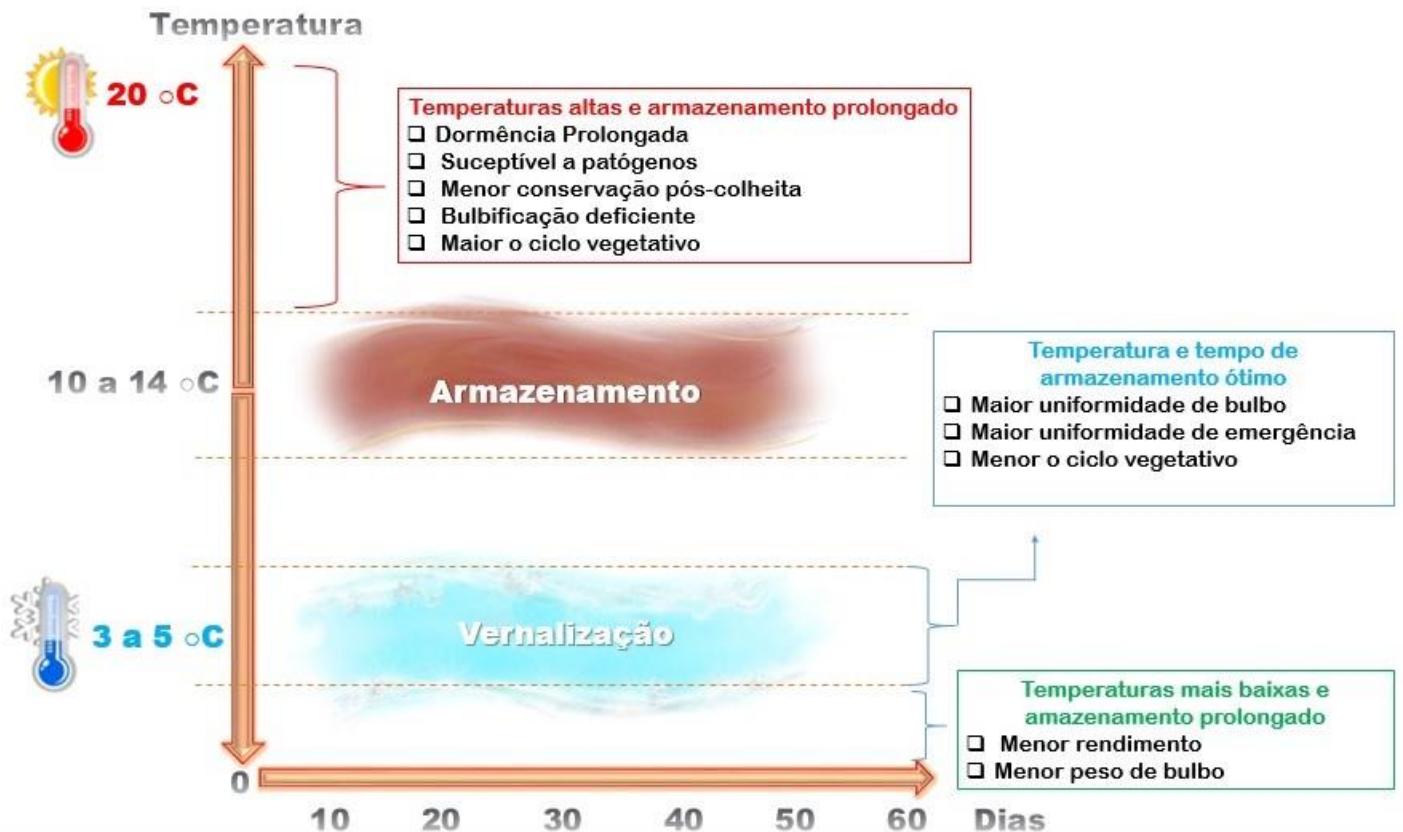 Temperatura
20 ○C
Temperaturas altas e armazenamento prolongado
❑ Dormência Prolongada
❑ Suceptível a patógenos
❑ Menor conservação pós-colheita
❑ Bulbificação deficiente
❑ Maior o ciclo vegetativo
10 a 14 ○C
Armazenamento
Temperatura e tempo de
armazenamento ótimo
❑ Maior uniformidade de bulbo
❑ Maior uniformidade de emergência
❑ Menor o ciclo vegetativo
3 a 5 ○C
Vernalização
Temperaturas mais baixas e
amazenamento prolongado
❑ Menor rendimento
❑ Menor peso de bulbo
0
10 20 30 40 50 60 Dias